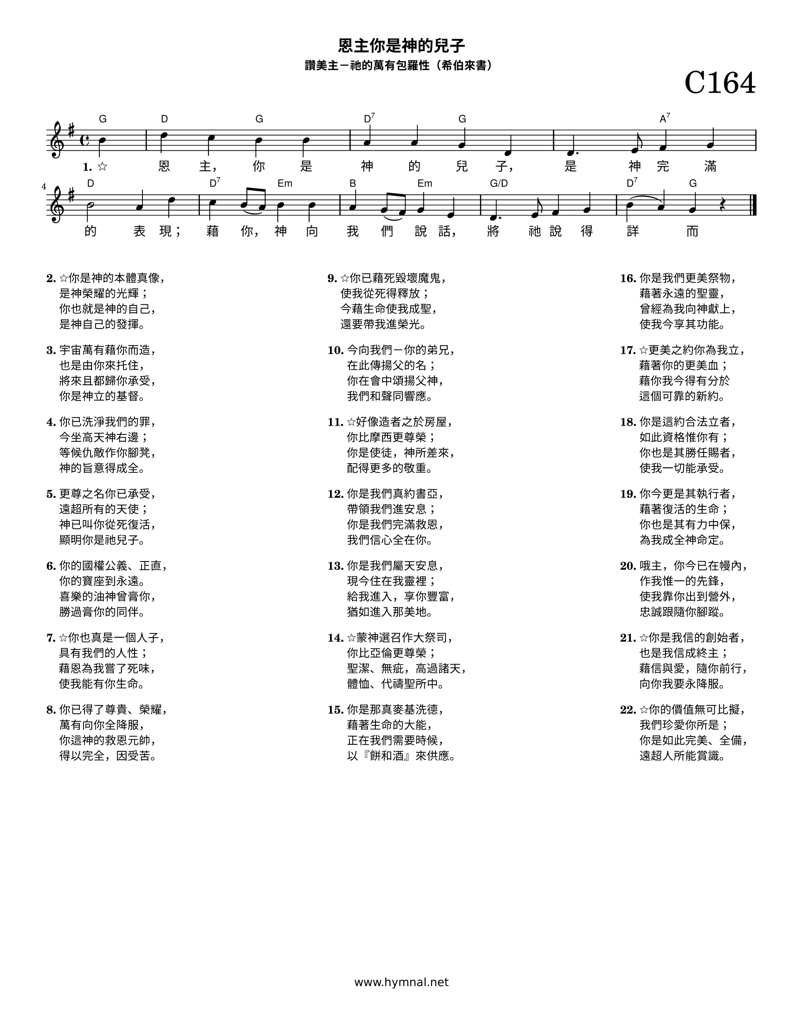 恩主你是神的兒子
讚美主－祂的萬有包羅性（希伯來書）
C164
G D G D7 G A7
1. ☆ 恩 主， 你 是 神 的 兒 子， 是 神 完 滿
4
D D7 Em B Em G/D D7 G
的 表 現； 藉 你， 神 向 我 們 說 話， 將 祂 說 得 詳 而
2. ☆你是神的本體真像，
是神榮耀的光輝；
你也就是神的自己，
是神自己的發揮。
3. 宇宙萬有藉你而造，
也是由你來托住，
將來且都歸你承受，
你是神立的基督。
4. 你已洗淨我們的罪，
今坐高天神右邊；
等候仇敵作你腳凳，
神的旨意得成全。
5. 更尊之名你已承受，
遠超所有的天使；
神已叫你從死復活，
顯明你是祂兒子。
6. 你的國權公義、正直，
你的寶座到永遠。
喜樂的油神曾膏你，
勝過膏你的同伴。
7. ☆你也真是一個人子，
具有我們的人性；
藉恩為我嘗了死味，
使我能有你生命。
8. 你已得了尊貴、榮耀，
萬有向你全降服，
你這神的救恩元帥，
得以完全，因受苦。
9. ☆你已藉死毀壞魔鬼，
使我從死得釋放；
今藉生命使我成聖，
還要帶我進榮光。
10. 今向我們－你的弟兄，
在此傳揚父的名；
你在會中頌揚父神，
我們和聲同響應。
11. ☆好像造者之於房屋，
你比摩西更尊榮；
你是使徒，神所差來，
配得更多的敬重。
12. 你是我們真約書亞，
帶領我們進安息；
你是我們完滿救恩，
我們信心全在你。
13. 你是我們屬天安息，
現今住在我靈裡；
給我進入，享你豐富，
猶如進入那美地。
14. ☆蒙神選召作大祭司，
你比亞倫更尊榮；
聖潔、無疵，高過諸天，
體恤、代禱聖所中。
15. 你是那真麥基洗德，
藉著生命的大能，
正在我們需要時候，
以『餅和酒』來供應。
16. 你是我們更美祭物，
藉著永遠的聖靈，
曾經為我向神獻上，
使我今享其功能。
17. ☆更美之約你為我立，
藉著你的更美血；
藉你我今得有分於
這個可靠的新約。
18. 你是這約合法立者，
如此資格惟你有；
你也是其勝任賜者，
使我一切能承受。
19. 你今更是其執行者，
藉著復活的生命；
你也是其有力中保，
為我成全神命定。
20. 哦主，你今已在幔內，
作我惟一的先鋒，
使我靠你出到營外，
忠誠跟隨你腳蹤。
21. ☆你是我信的創始者，
也是我信成終主；
藉信與愛，隨你前行，
向你我要永降服。
22. ☆你的價值無可比擬，
我們珍愛你所是；
你是如此完美、全備，
遠超人所能賞識。
www.hymnal.net